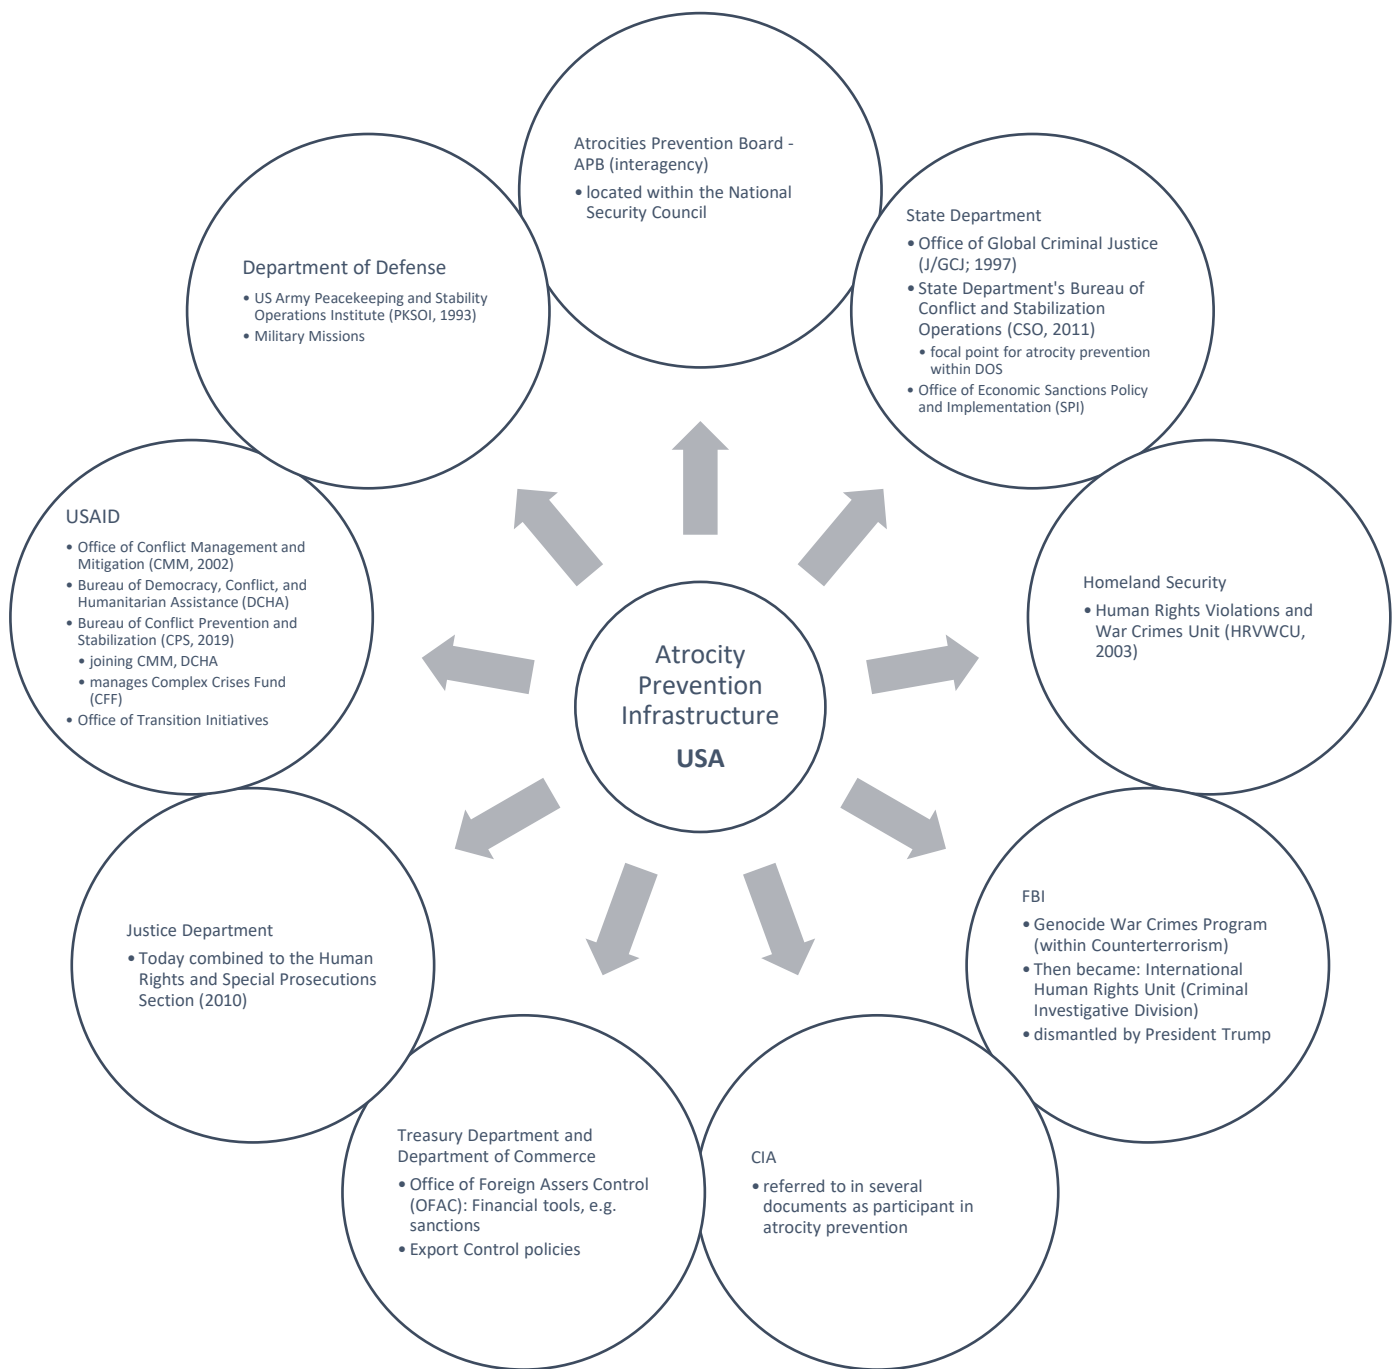 Atrocities Prevention Board -
APB (interagency)
• located within the National
Security Council
State Department
• Office of Global Criminal Justice
(J/GCJ; 1997)
• State Department's Bureau of
Conflict and Stabilization
Operations (CSO, 2011)
• focal point for atrocity prevention
within DOS
• Office of Economic Sanctions Policy
and Implementation (SPI)
Homeland Security
• Human Rights Violations and
War Crimes Unit (HRVWCU,
2003)
FBI
• Genocide War Crimes Program
(within Counterterrorism)
• Then became: International
Human Rights Unit (Criminal
Investigative Division)
• dismantled by President Trump
CIA
• referred to in several
documents as participant in
atrocity prevention
Treasury Department and
Department of Commerce
• Office of Foreign Assers Control
(OFAC): Financial tools, e.g.
sanctions
• Export Control policies
Justice Department
• Today combined to the Human
Rights and Special Prosecutions
Section (2010)
USAID
• Office of Conflict Management and
Mitigation (CMM, 2002)
• Bureau of Democracy, Conflict, and
Humanitarian Assistance (DCHA)
• Bureau of Conflict Prevention and
Stabilization (CPS, 2019)
• joining CMM, DCHA
• manages Complex Crises Fund
(CFF)
• Office of Transition Initiatives
Department of Defense
• US Army Peacekeeping and Stability
Operations Institute (PKSOI, 1993)
• Military Missions
Atrocity
Prevention
Infrastructure
USA